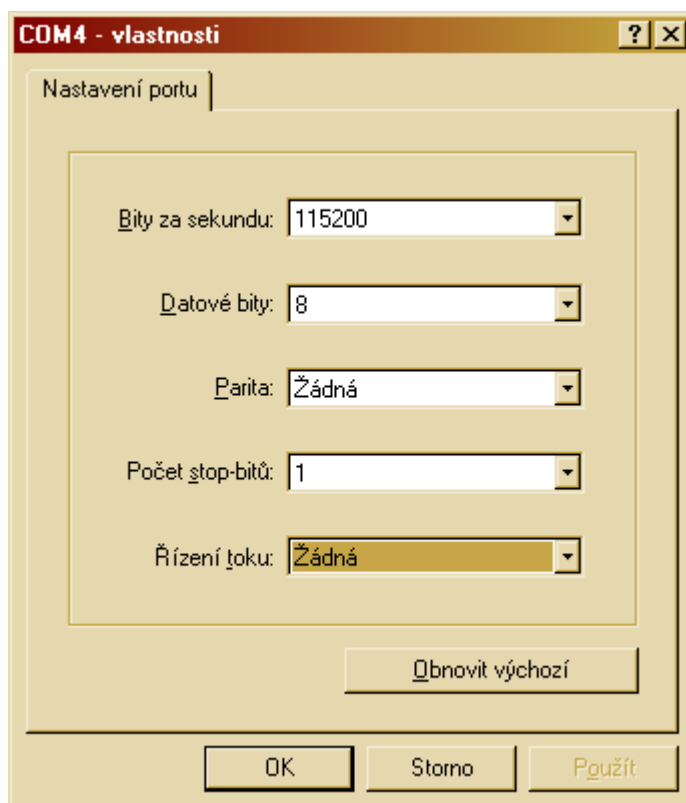 COM4 - vlastnosti
Nastavení portu
Bity za sekundu: 115200
Datové bity: 8
Parita: Žádná
Počet stop-bitů: 1
Řízení toku: Žádná
Obnovit výchozí
OK Storno Použít